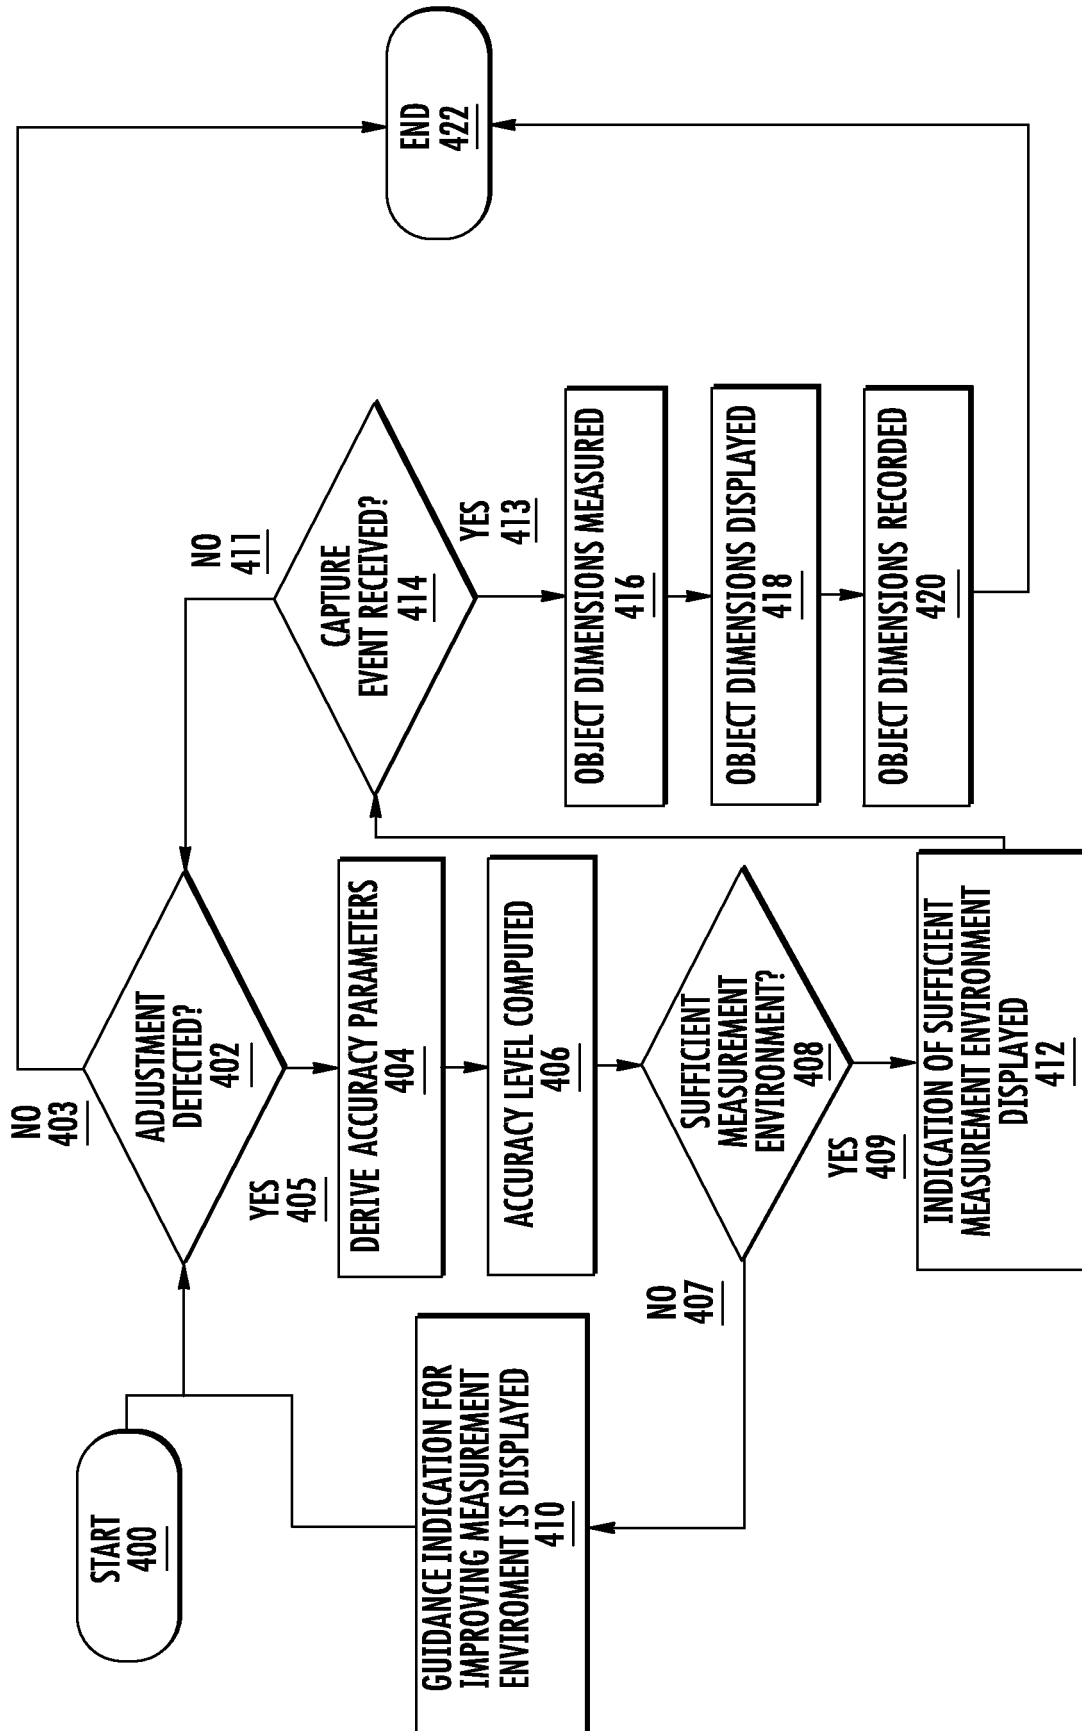 START
400
ADJUSTMENT
DETECTED?
402
NO
403
YES
405
DERIVE ACCURACY PARAMETERS
404
ACCURACY LEVEL COMPUTED
406
SUFFICIENT
MEASUREMENT
ENVIRONMENT?
408
NO
407
GUIDANCE INDICATION FOR
IMPROVING MEASUREMENT
ENVIROMENT IS DISPLAYED
410
YES
409
INDICATION OF SUFFICIENT
MEASUREMENT ENVIRONMENT
DISPLAYED
412
CAPTURE
EVENT RECEIVED?
414
NO
411
YES
413
OBJECT DIMENSIONS MEASURED
416
OBJECT DIMENSIONS DISPLAYED
418
OBJECT DIMENSIONS RECORDED
420
END
422